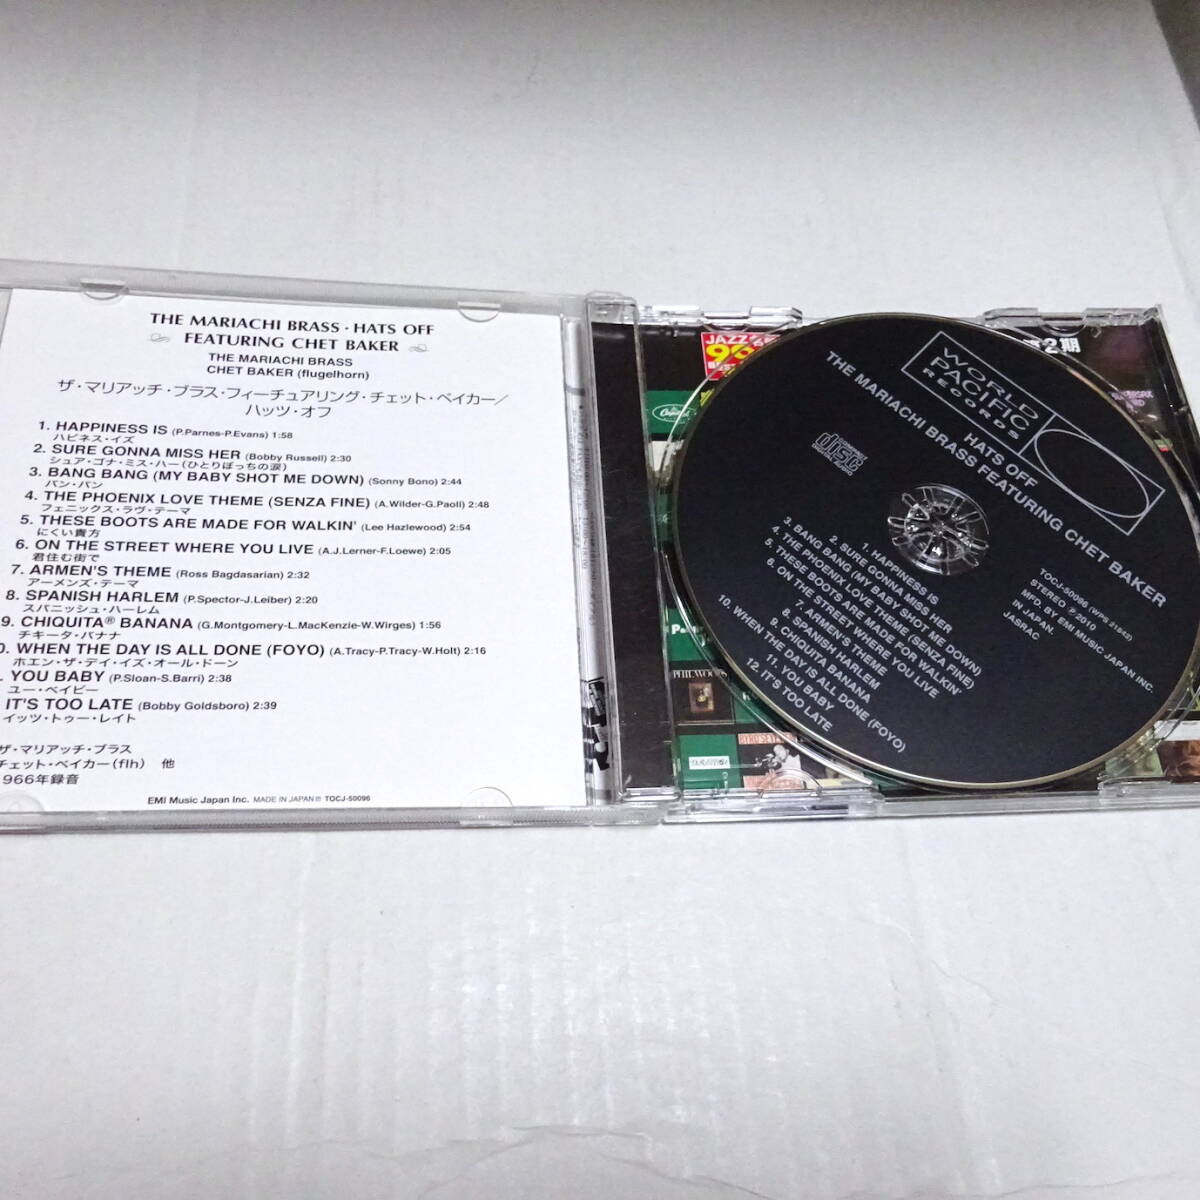 THE MARIACHI BRASS · HATS OFF
FEATURING CHET BAKER
THE MARIACHI BRASS
CHET BAKER (flugelhorn)
ザ・マリアッチ・ブラス・フィーチュアリング・チェット・ベイカー/
ハッツ・オフ
1. HAPPINESS IS (P.Parnes-P.Evans) 1:58
ハピネス・イズ
2. SURE GONNA MISS HER (Bobby Russell) 2:30
シュア・ゴナ・ミス・ハー(ひとりぼっちの涙)
3. BANG BANG (MY BABY SHOT ME DOWN) (Sonny Bono) 2:44
バン・バン
4. THE PHOENIX LOVE THEME (SENZA FINE) (A.Wilder-G.Paoli) 2:48
フェニックス・ラヴ・テーマ
5. THESE BOOTS ARE MADE FOR WALKIN' (Lee Hazlewood) 2:54
にくい貴方
6. ON THE STREET WHERE YOU LIVE (A.J.Lerner-F.Loewe) 2:05
君住む街で
7. ARMEN'S THEME (Ross Bagdasarian) 2:32
アーメンズ・テーマ
8. SPANISH HARLEM (P.Spector-J.Leiber) 2:20
スパニッシュ・ハーレム
9. CHIQUITA® BANANA (G.Montgomery-L.MacKenzie-W.Wirges) 1:56
チキータ・バナナ
0. WHEN THE DAY IS ALL DONE (FOYO) (A.Tracy-P.Tracy-W.Holt) 2:16
ホエン・ザ・デイ・イズ・オール・ドーン
. YOU BABY (P.Sloan-S.Barri) 2:38
ユー・ベイビー
IT'S TOO LATE (Bobby Goldsboro) 2:39
イッツ・トゥー・レイト
ザ・マリアッチ・ブラス
チェット・ベイカー(flh) 他
966年録音
EMI Music Japan Inc. MADE IN JAPAN ℗ TOCJ-50096
JAZZ名盤
第2期
Capitol
PHIL WOODS
WORLD
PACIFIC
RECORDS
HATS OFF
THE MARIACHI BRASS FEATURING CHET BAKER
COMPACT
disc
DIGITAL AUDIO
TOCJ-50096 (WPS 21842)
STEREO ℗ 2010
MFD. BY EMI MUSIC JAPAN INC.
IN JAPAN.
JASRAC
1. HAPPINESS IS
2. SURE GONNA MISS HER
3. BANG BANG (MY BABY SHOT ME DOWN)
4. THE PHOENIX LOVE THEME (SENZA FINE)
5. THESE BOOTS ARE MADE FOR WALKIN'
6. ON THE STREET WHERE YOU LIVE
7. ARMEN'S THEME
8. SPANISH HARLEM
9. CHIQUITA BANANA
10. WHEN THE DAY IS ALL DONE (FOYO)
11. YOU BABY
12. IT'S TOO LATE